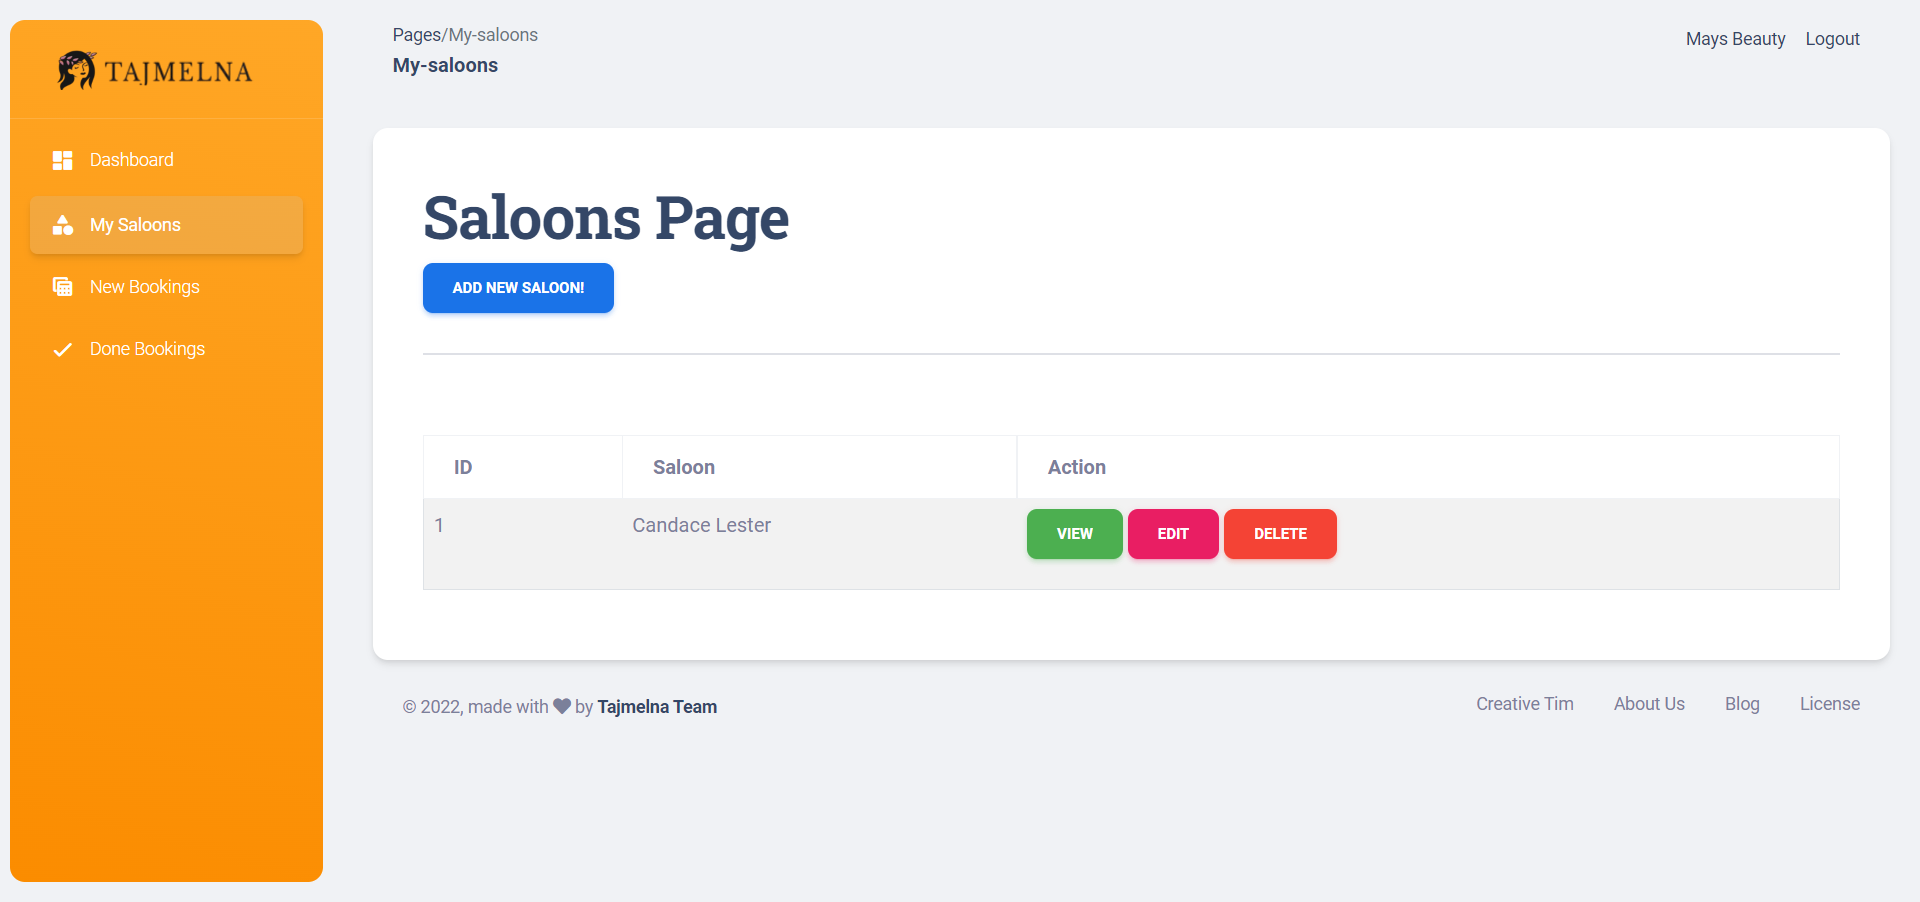 TAJMELNA
Dashboard
My Saloons
New Bookings
Done Bookings
Pages/My-saloons
My-saloons
Mays Beauty Logout
Saloons Page
ADD NEW SALOON!
ID Saloon Action
1 Candace Lester VIEW EDIT DELETE
© 2022, made with by Tajmelna Team
Creative Tim About Us Blog License